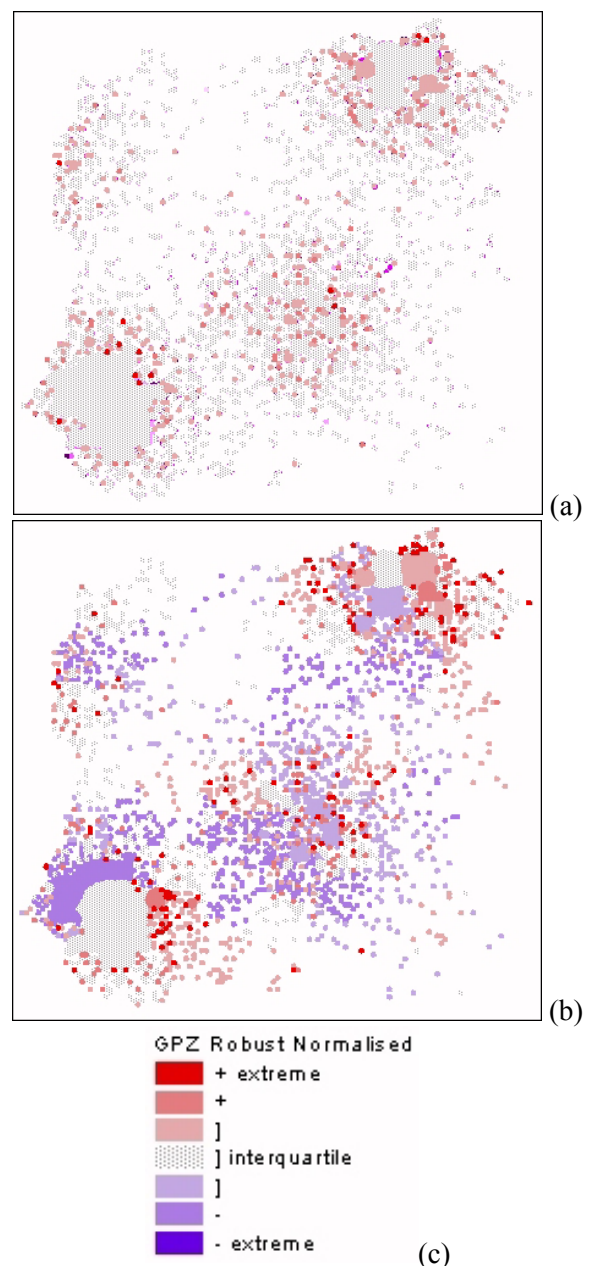 (a)
(b)
GPZ Robust Normalised
+ extreme
+
]
] interquartile
]
-
- extreme
(c)